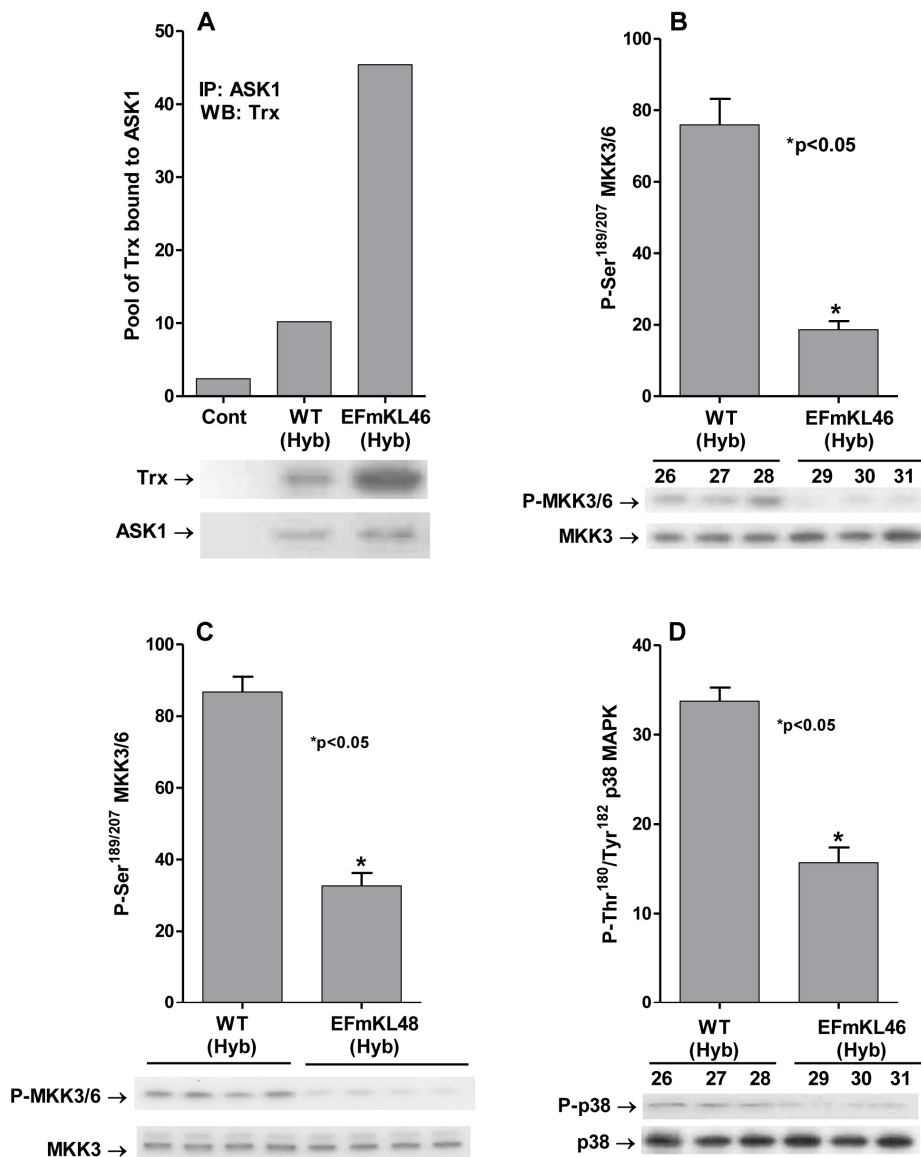 A
50
40
30
20
10
0
Pool of Trx bound to ASK1
IP: ASK1
WB: Trx
Cont
WT
(Hyb)
EFmKL46
(Hyb)
Trx →
ASK1 →
B
100
80
60
40
20
0
P-Ser189/207 MKK3/6
*p<0.05
*
WT
(Hyb)
EFmKL46
(Hyb)
26 27 28 29 30 31
P-MKK3/6 →
MKK3 →
C
100
80
60
40
20
0
P-Ser189/207 MKK3/6
*p<0.05
*
WT
(Hyb)
EFmKL48
(Hyb)
P-MKK3/6 →
MKK3 →
D
40
30
20
10
0
P-Thr180/Tyr182 p38 MAPK
*p<0.05
*
WT
(Hyb)
EFmKL46
(Hyb)
26 27 28 29 30 31
P-p38 →
p38 →